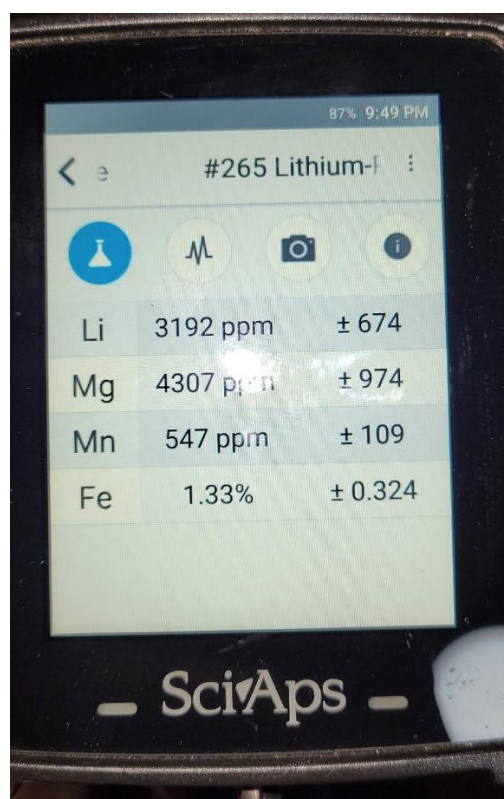 87% 9:49 PM
#265 Lithium-
Li 3192 ppm ± 674
Mg 4307 ppm ± 974
Mn 547 ppm ± 109
Fe 1.33% ± 0.324
SciAps